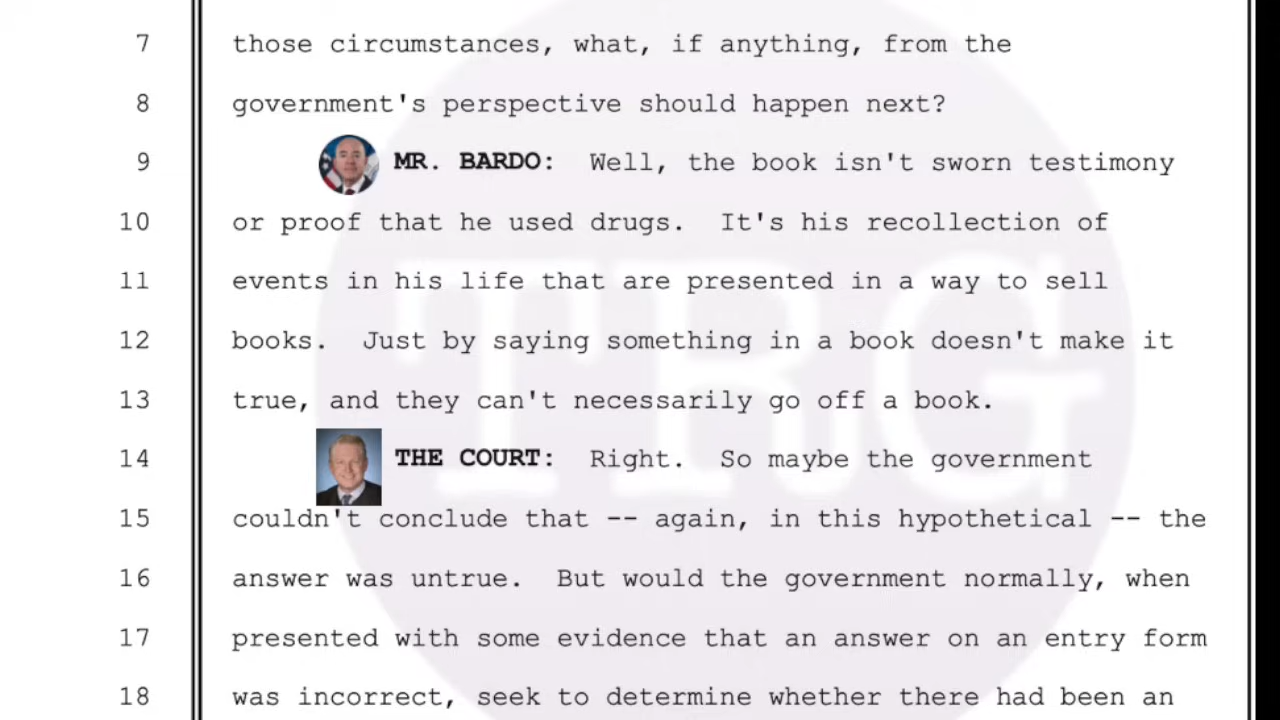 7 those circumstances, what, if anything, from the
8 government's perspective should happen next?
9 MR. BARDO: Well, the book isn't sworn testimony
10 or proof that he used drugs. It's his recollection of
11 events in his life that are presented in a way to sell
12 books. Just by saying something in a book doesn't make it
13 true, and they can't necessarily go off a book.
14 THE COURT: Right. So maybe the government
15 couldn't conclude that -- again, in this hypothetical -- the
16 answer was untrue. But would the government normally, when
17 presented with some evidence that an answer on an entry form
18 was incorrect, seek to determine whether there had been an
TRG